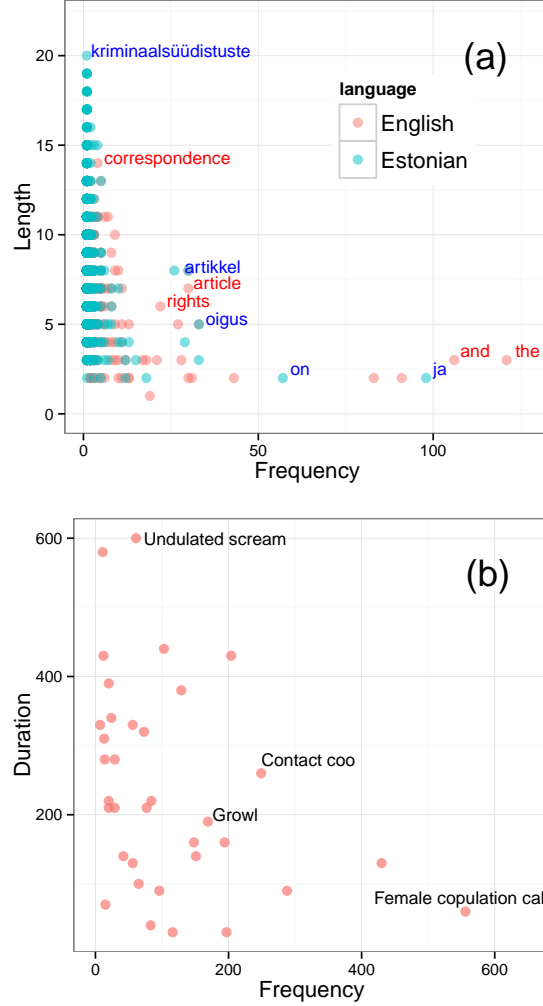 (a)
kriminaalsüüdistuste
language
English
Estonian
correspondence
artikkel
article
rights
oigus
and
the
on
ja
20
15
10
5
0
Length
0
50
100
Frequency
(b)
Undulated scream
Contact coo
Growl
Female copulation cal
600
400
200
0
Duration
0
200
400
600
Frequency